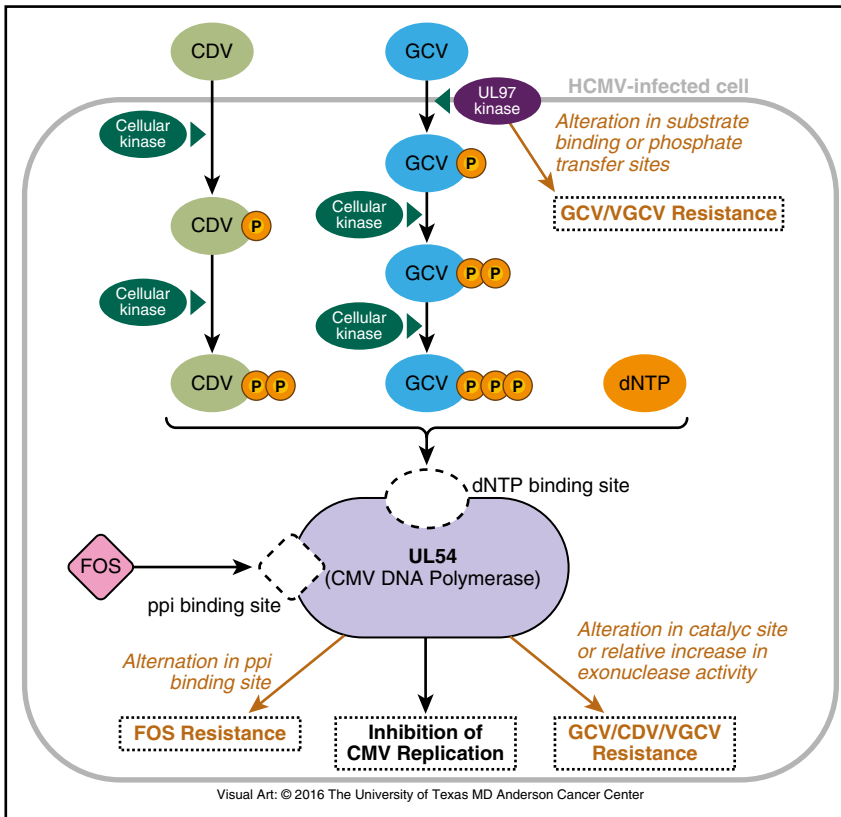 CDV
GCV
UL97
kinase
HCMV-infected cell
Cellular
kinase
Alteration in substrate
binding or phosphate
transfer sites
GCV P
GCV/VGCV Resistance
Cellular
kinase
CDV P
GCV P P
Cellular
kinase
Cellular
kinase
CDV P P
GCV P P P
dNTP
dNTP binding site
UL54
(CMV DNA Polymerase)
FOS
ppi binding site
Alternation in ppi
binding site
Alteration in catalyc site
or relative increase in
exonuclease activity
FOS Resistance
Inhibition of
CMV Replication
GCV/CDV/VGCV
Resistance
Visual Art: © 2016 The University of Texas MD Anderson Cancer Center